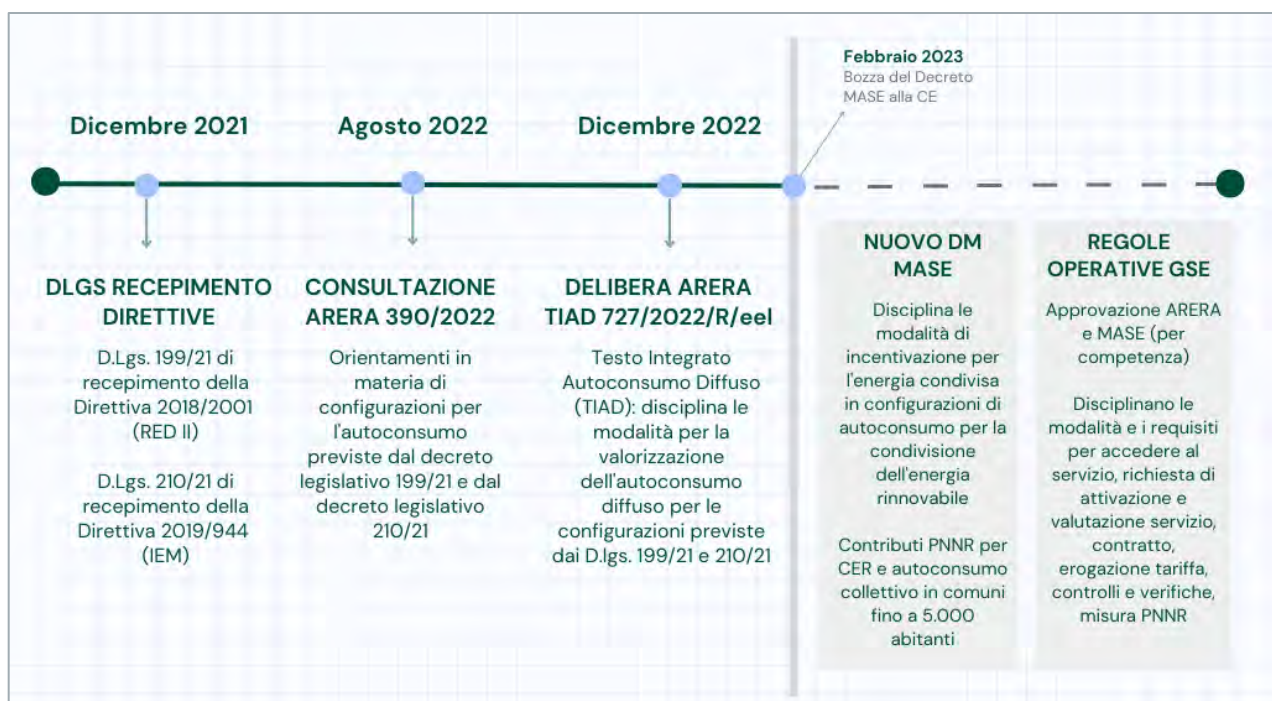 Febbraio 2023
Bozza del Decreto
MASE alla CE
Dicembre 2021
Agosto 2022
Dicembre 2022
DLGS RECEPIMENTO
DIRETTIVE
D.Lgs. 199/21 di
recepimento della
Direttiva 2018/2001
(RED II)
D.Lgs. 210/21 di
recepimento della
Direttiva 2019/944
(IEM)
CONSULTAZIONE
ARERA 390/2022
Orientamenti in
materia di
configurazioni per
l'autoconsumo
previste dal decreto
legislativo 199/21 e dal
decreto legislativo
210/21
DELIBERA ARERA
TIAD 727/2022/R/eel
Testo Integrato
Autoconsumo Diffuso
(TIAD): disciplina le
modalità per la
valorizzazione
dell'autoconsumo
diffuso per le
configurazioni previste
dai D.lgs. 199/21 e 210/21
NUOVO DM
MASE
Disciplina le
modalità di
incentivazione per
l'energia condivisa
in configurazioni di
autoconsumo per la
condivisione
dell'energia
rinnovabile
Contributi PNNR per
CER e autoconsumo
collettivo in comuni
fino a 5.000
abitanti
REGOLE
OPERATIVE GSE
Approvazione ARERA
e MASE (per
competenza)
Disciplinano le
modalità e i requisiti
per accedere al
servizio, richiesta di
attivazione e
valutazione servizio,
contratto,
erogazione tariffa,
controlli e verifiche,
misura PNNR